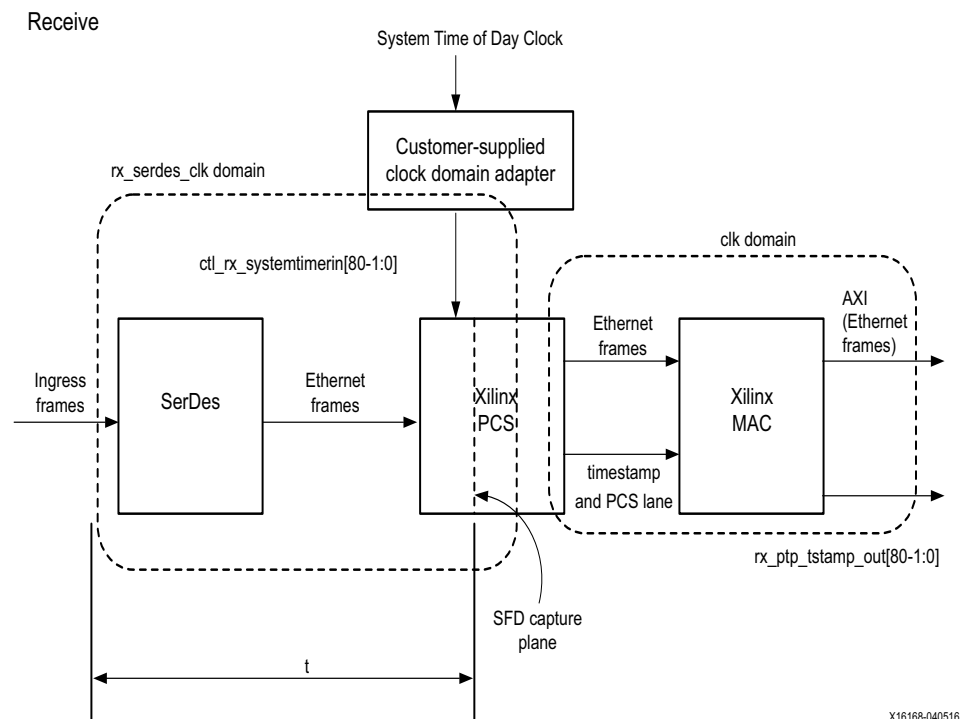 Receive
System Time of Day Clock
Customer-supplied
clock domain adapter
rx_serdes_clk domain
ctl_rx_systemtimerin[80-1:0]
clk domain
AXI
(Ethernet
frames)
Ingress
frames
SerDes
Ethernet
frames
Xilinx
PCS
Ethernet
frames
timestamp
and PCS lane
Xilinx
MAC
rx_ptp_tstamp_out[80-1:0]
SFD capture
plane
t
X16168-040516